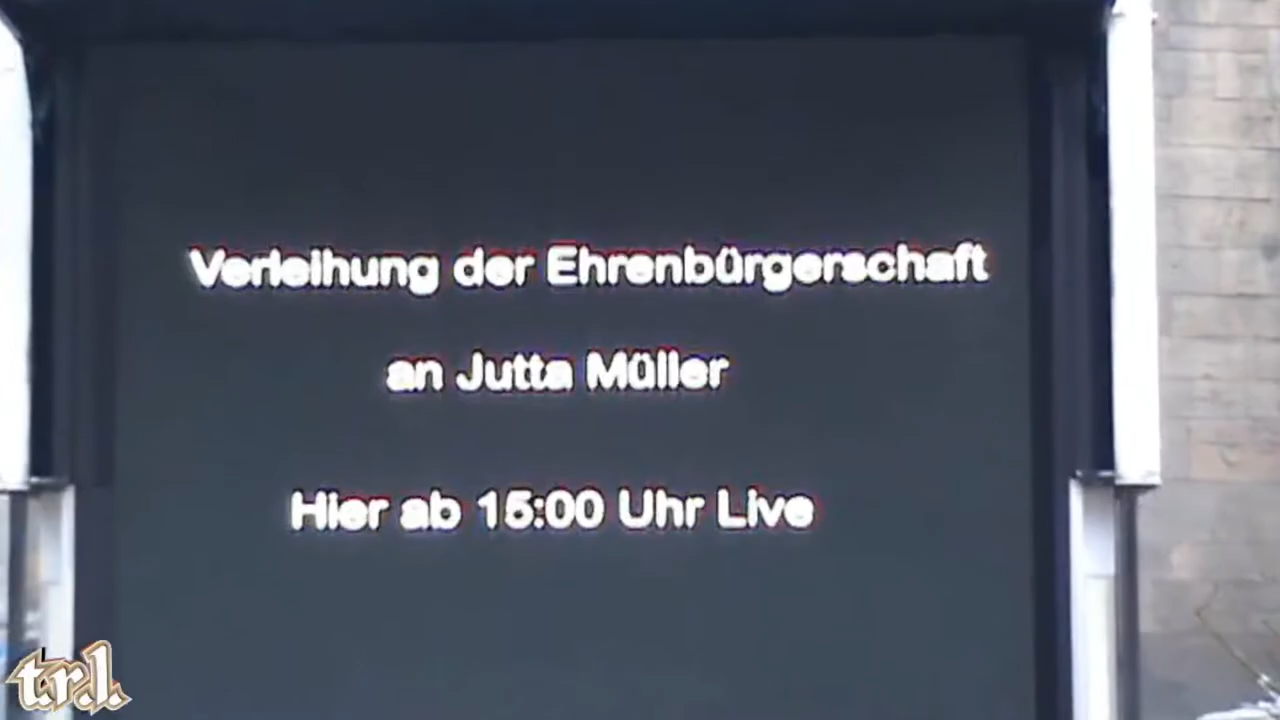 Verleihung der Ehrenbürgerschaft
an Jutta Müller
Hier ab 15:00 Uhr Live
t.r.l.